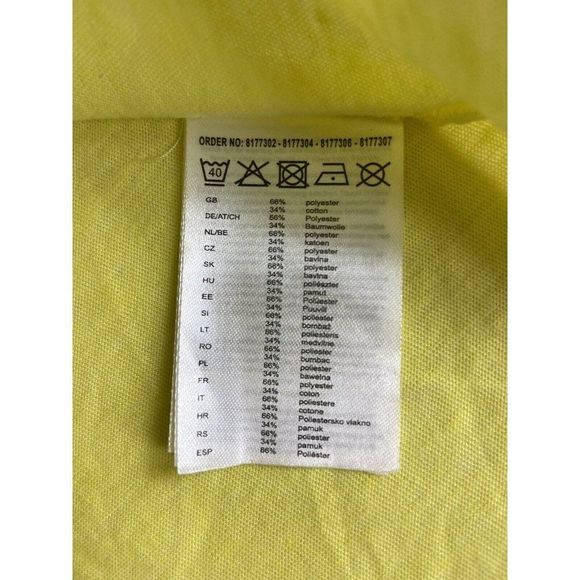 ORDER NO: 8177302 - 8177304 - 8177306 - 8177307
40
GB 66% polyester
34% cotton
DE/AT/CH 66% Polyester
34% Baumwolle
NL/BE 66% polyester
34% katoen
CZ 66% polyester
34% bavlna
SK 66% polyester
34% bavlna
HU 66% poliészter
34% pamut
EE 66% Polüester
34% Puuvill
SI 66% poliester
34% bombaž
LT 66% poliesteris
34% medvilnė
RO 66% poliester
34% bumbac
PL 66% poliester
34% bawełna
FR 66% polyester
34% coton
IT 66% poliestere
34% cotone
HR 66% Poliestersko vlakno
34% pamuk
RS 66% poliester
34% pamuk
ESP 66% Poliéster